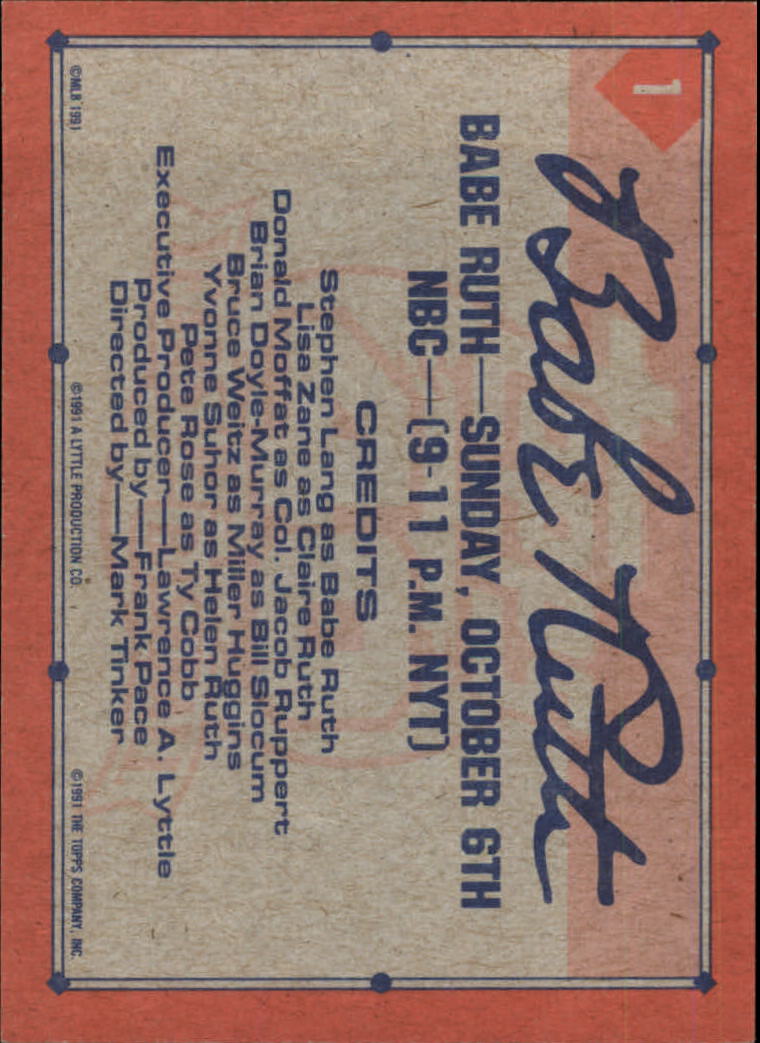 1
Babe Ruth
BABE RUTH—SUNDAY, OCTOBER 6TH
NBC—(9-11 P.M. NYT)
CREDITS
Stephen Lang as Babe Ruth
Lisa Zane as Claire Ruth
Donald Moffat as Col. Jacob Ruppert
Brian Doyle-Murray as Bill Slocum
Bruce Weitz as Miller Huggins
Yvonne Suhor as Helen Ruth
Pete Rose as Ty Cobb
Executive Producer—Lawrence A. Lyttle
Produced by—Frank Pace
Directed by—Mark Tinker
©MLB 1991 ©1991 A LYTTLE PRODUCTION CO. ©1991 THE TOPPS COMPANY, INC.